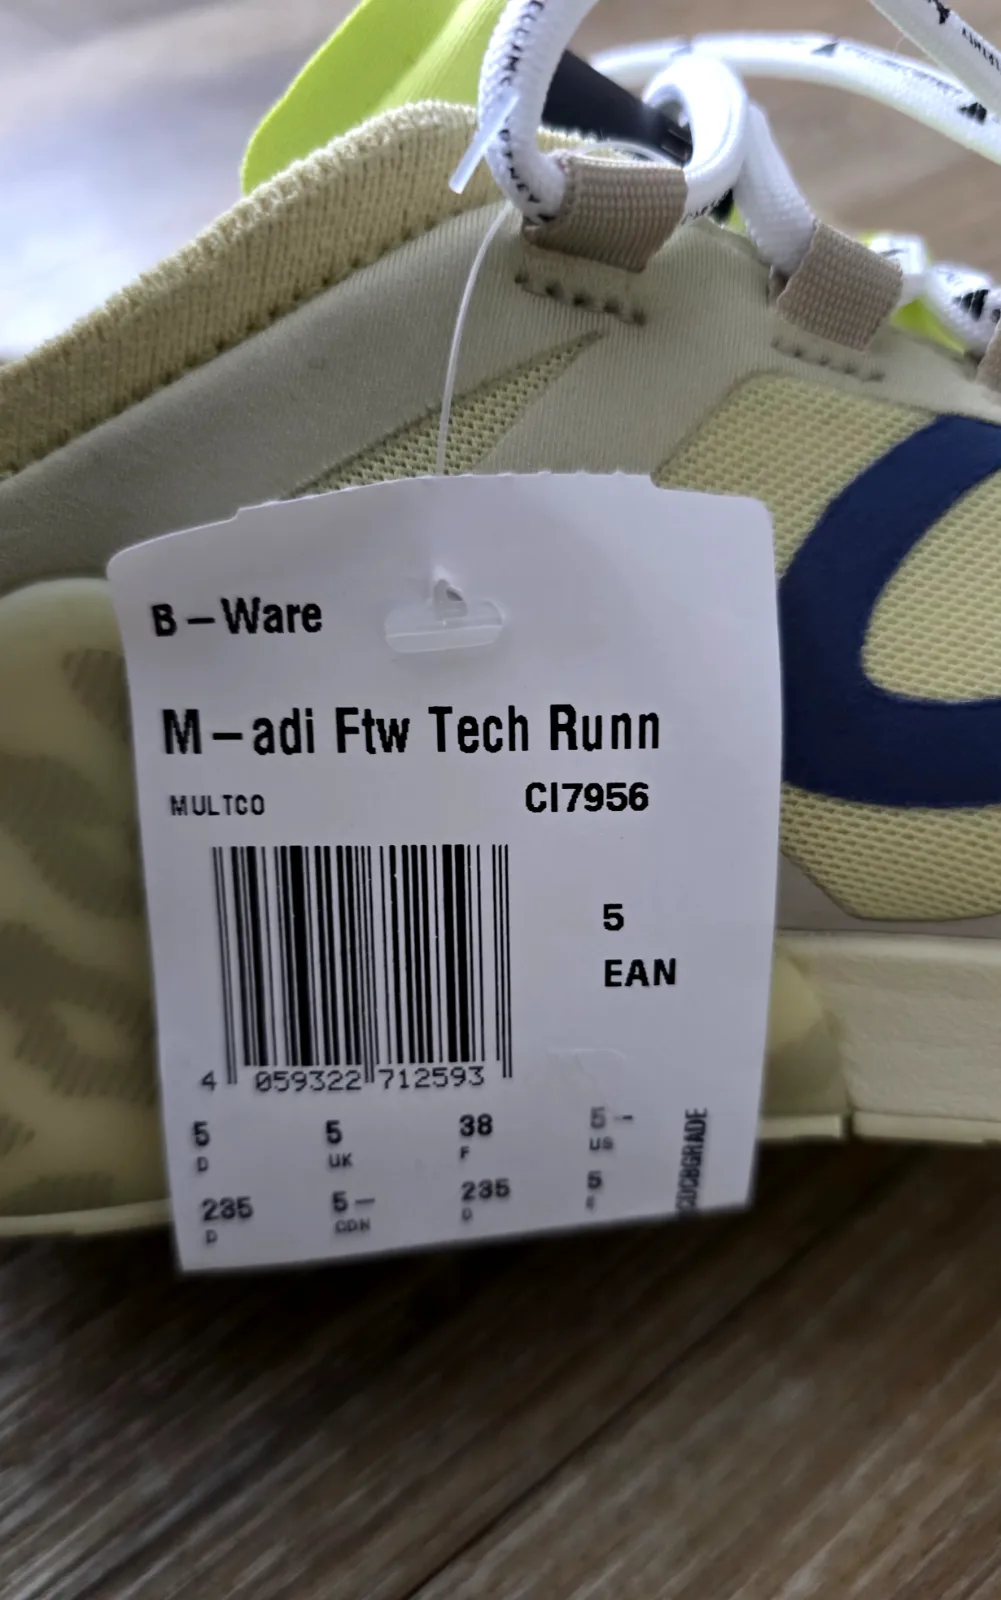 B-Ware
M-adi Ftw Tech Runn
MULTCO CI7956
5
EAN
4 059322 712593
5 5 38 5-
D UK F US
235 5- 235 5
D CDN D